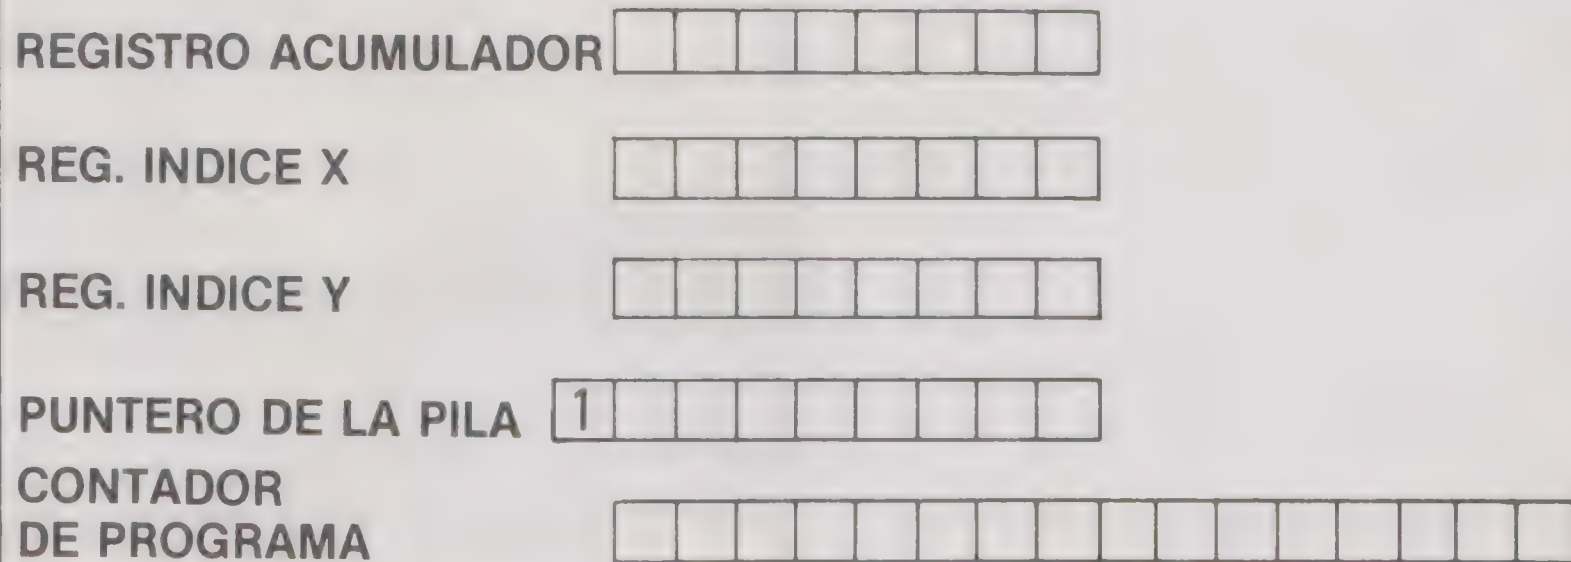 REGISTRO ACUMULADOR
REG. INDICE X
REG. INDICE Y
PUNTERO DE LA PILA 1
CONTADOR
DE PROGRAMA